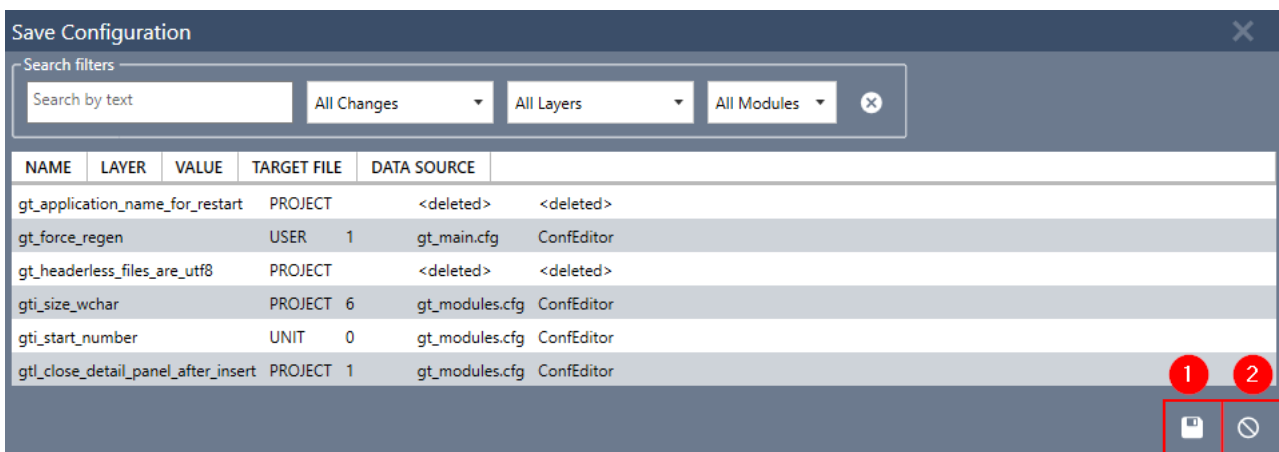 Save Configuration
Search filters
Search by text All Changes All Layers All Modules
NAME LAYER VALUE TARGET FILE DATA SOURCE
gt_application_name_for_restart PROJECT <deleted> <deleted>
gt_force_regen USER 1 gt_main.cfg ConfEditor
gt_headerless_files_are_utf8 PROJECT <deleted> <deleted>
gti_size_wchar PROJECT 6 gt_modules.cfg ConfEditor
gti_start_number UNIT 0 gt_modules.cfg ConfEditor
gtl_close_detail_panel_after_insert PROJECT 1 gt_modules.cfg ConfEditor
1 2